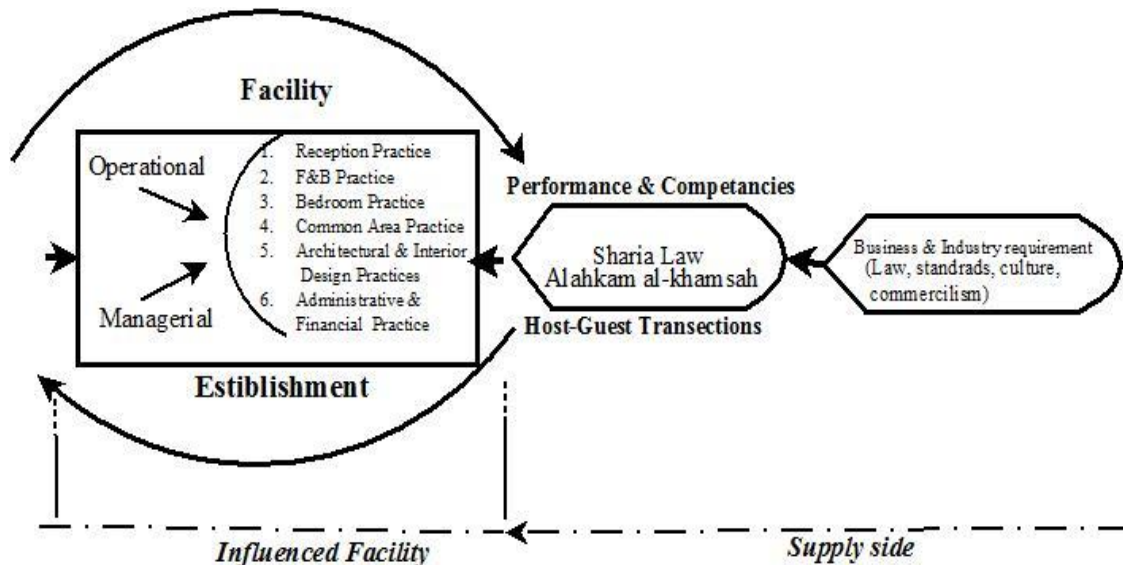 Facility
Operational
Managerial
1. Reception Practice
2. F&B Practice
3. Bedroom Practice
4. Common Area Practice
5. Architectural & Interior
Design Practices
6. Administrative &
Financial Practice
Estiblishment
Performance & Competancies
Sharia Law
Alahkam al-khamsah
Host-Guest Transections
Business & Industry requirement
(Law, standrads, culture,
commercilism)
Influenced Facility
Supply side